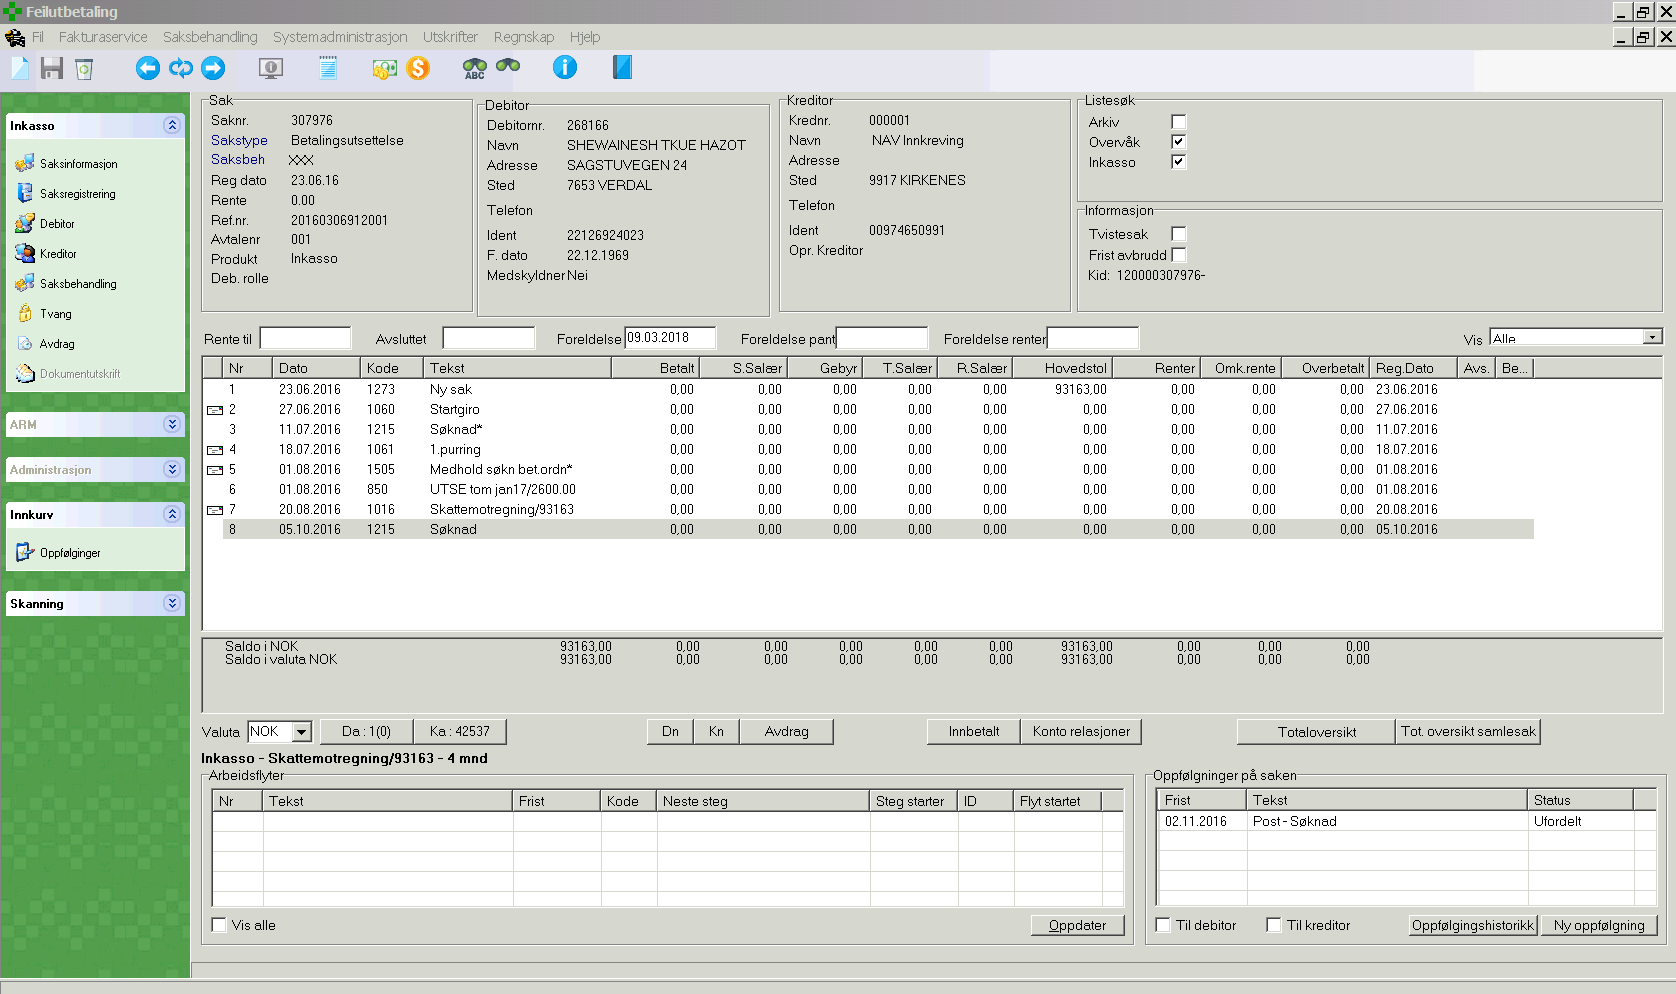 Feilutbetaling
Fil Fakturaservice Saksbehandling Systemadministrasjon Utskrifter Regnskap Hjelp
ABC
Inkasso
Saksinformasjon
Saksregistrering
Debitor
Kreditor
Saksbehandling
Tvang
Avdrag
Dokumentutskrift
ARM
Administrasjon
Innkurv
Oppfølginger
Skanning
Sak
Saknr. 307976
Sakstype Betalingsutsettelse
Saksbeh XXX
Reg dato 23.06.16
Rente 0.00
Ref.nr. 20160306912001
Avtalenr 001
Produkt Inkasso
Deb. rolle
Debitor
Debitornr. 268166
Navn SHEWAINESH TKUE HAZOT
Adresse SAGSTUVEGEN 24
Sted 7653 VERDAL
Telefon
Ident 22126924023
F. dato 22.12.1969
Medskyldner Nei
Kreditor
Krednr. 000001
Navn NAV Innkreving
Adresse
Sted 9917 KIRKENES
Telefon
Ident 00974650991
Opr. Kreditor
Listesøk
Arkiv
Overvåk
Inkasso
Informasjon
Tvistesak
Frist avbrudd
Kid: 120000307976-
Rente til Avsluttet Foreldelse 09.03.2018 Foreldelse pant Foreldelse renter Vis Alle
Nr Dato Kode Tekst Betalt S.Salær Gebyr T.Salær R.Salær Hovedstol Renter Omk.rente Overbetalt Reg.Dato Avs. Be...
1 23.06.2016 1273 Ny sak 0,00 0,00 0,00 0,00 0,00 93163,00 0,00 0,00 0,00 23.06.2016
2 27.06.2016 1060 Startgiro 0,00 0,00 0,00 0,00 0,00 0,00 0,00 0,00 0,00 27.06.2016
3 11.07.2016 1215 Søknad* 0,00 0,00 0,00 0,00 0,00 0,00 0,00 0,00 0,00 11.07.2016
4 18.07.2016 1061 1.purring 0,00 0,00 0,00 0,00 0,00 0,00 0,00 0,00 0,00 18.07.2016
5 01.08.2016 1505 Medhold søkn bet.ordn* 0,00 0,00 0,00 0,00 0,00 0,00 0,00 0,00 0,00 01.08.2016
6 01.08.2016 850 UTSE tom jan17/2600.00 0,00 0,00 0,00 0,00 0,00 0,00 0,00 0,00 0,00 01.08.2016
7 20.08.2016 1016 Skattemotregning/93163 0,00 0,00 0,00 0,00 0,00 0,00 0,00 0,00 0,00 20.08.2016
8 05.10.2016 1215 Søknad 0,00 0,00 0,00 0,00 0,00 0,00 0,00 0,00 0,00 05.10.2016
Saldo i NOK 93163,00 0,00 0,00 0,00 0,00 0,00 93163,00 0,00 0,00 0,00
Saldo i valuta NOK 93163,00 0,00 0,00 0,00 0,00 0,00 93163,00 0,00 0,00 0,00
Valuta NOK Da : 1(0) Ka : 42537 Dn Kn Avdrag Innbetalt Konto relasjoner Totaloversikt Tot. oversikt samlesak
Inkasso - Skattemotregning/93163 - 4 mnd
Arbeidsflyter
Nr Tekst Frist Kode Neste steg Steg starter ID Flyt startet
Vis alle Oppdater
Oppfølgninger på saken
Frist Tekst Status
02.11.2016 Post - Søknad Ufordelt
Til debitor Til kreditor Oppfølgingshistorikk Ny oppfølgning